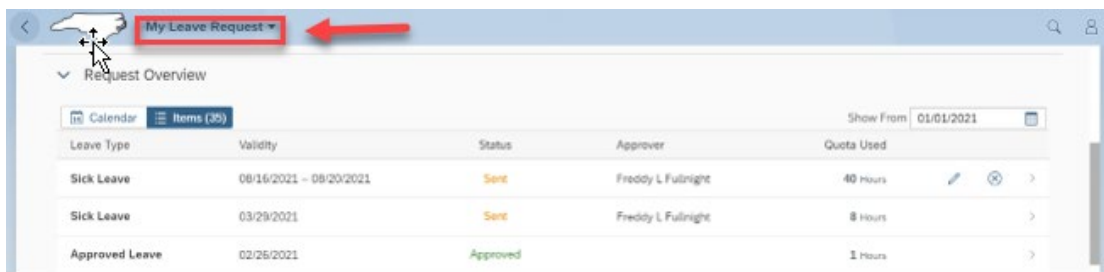 My Leave Request
Request Overview
Calendar Items (35) Show From 01/01/2021
Leave Type Validity Status Approver Quota Used
Sick Leave 08/16/2021 – 08/20/2021 Sent Freddy L Fullnight 40 Hours
Sick Leave 03/29/2021 Sent Freddy L Fullnight 8 Hours
Approved Leave 02/26/2021 Approved 1 Hours